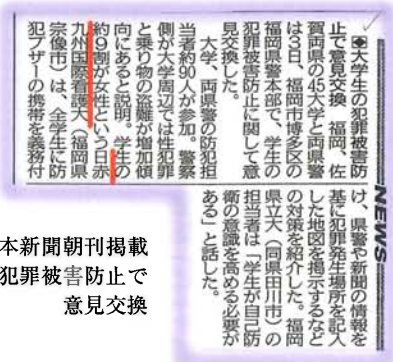 ◆大学生の犯罪被害防
止で意見交換　福岡、佐
賀両県の45大学と両県警
は3日、福岡市博多区の
福岡県警本部で、学生の
犯罪被害防止に関して意
見交換した。
大学、両県警の防犯担
当者約90人が参加。警察
側が大学周辺では性犯罪
と乗り物の盗難が増加傾
向にあると説明。学生の
約9割が女性という日赤
九州国際看護大（福岡県
宗像市）は、全学生に防
犯ブザーの携帯を義務付
NEWS
け、県警や新聞の情報を
基に犯罪発生場所を記入
した地図を掲示するなど
の対策を紹介した。福岡
県立大（同県田川市）の
担当者は「学生が自己防
衛の意識を高める必要が
ある」と話した。
本新聞朝刊掲載
犯罪被害防止で
意見交換